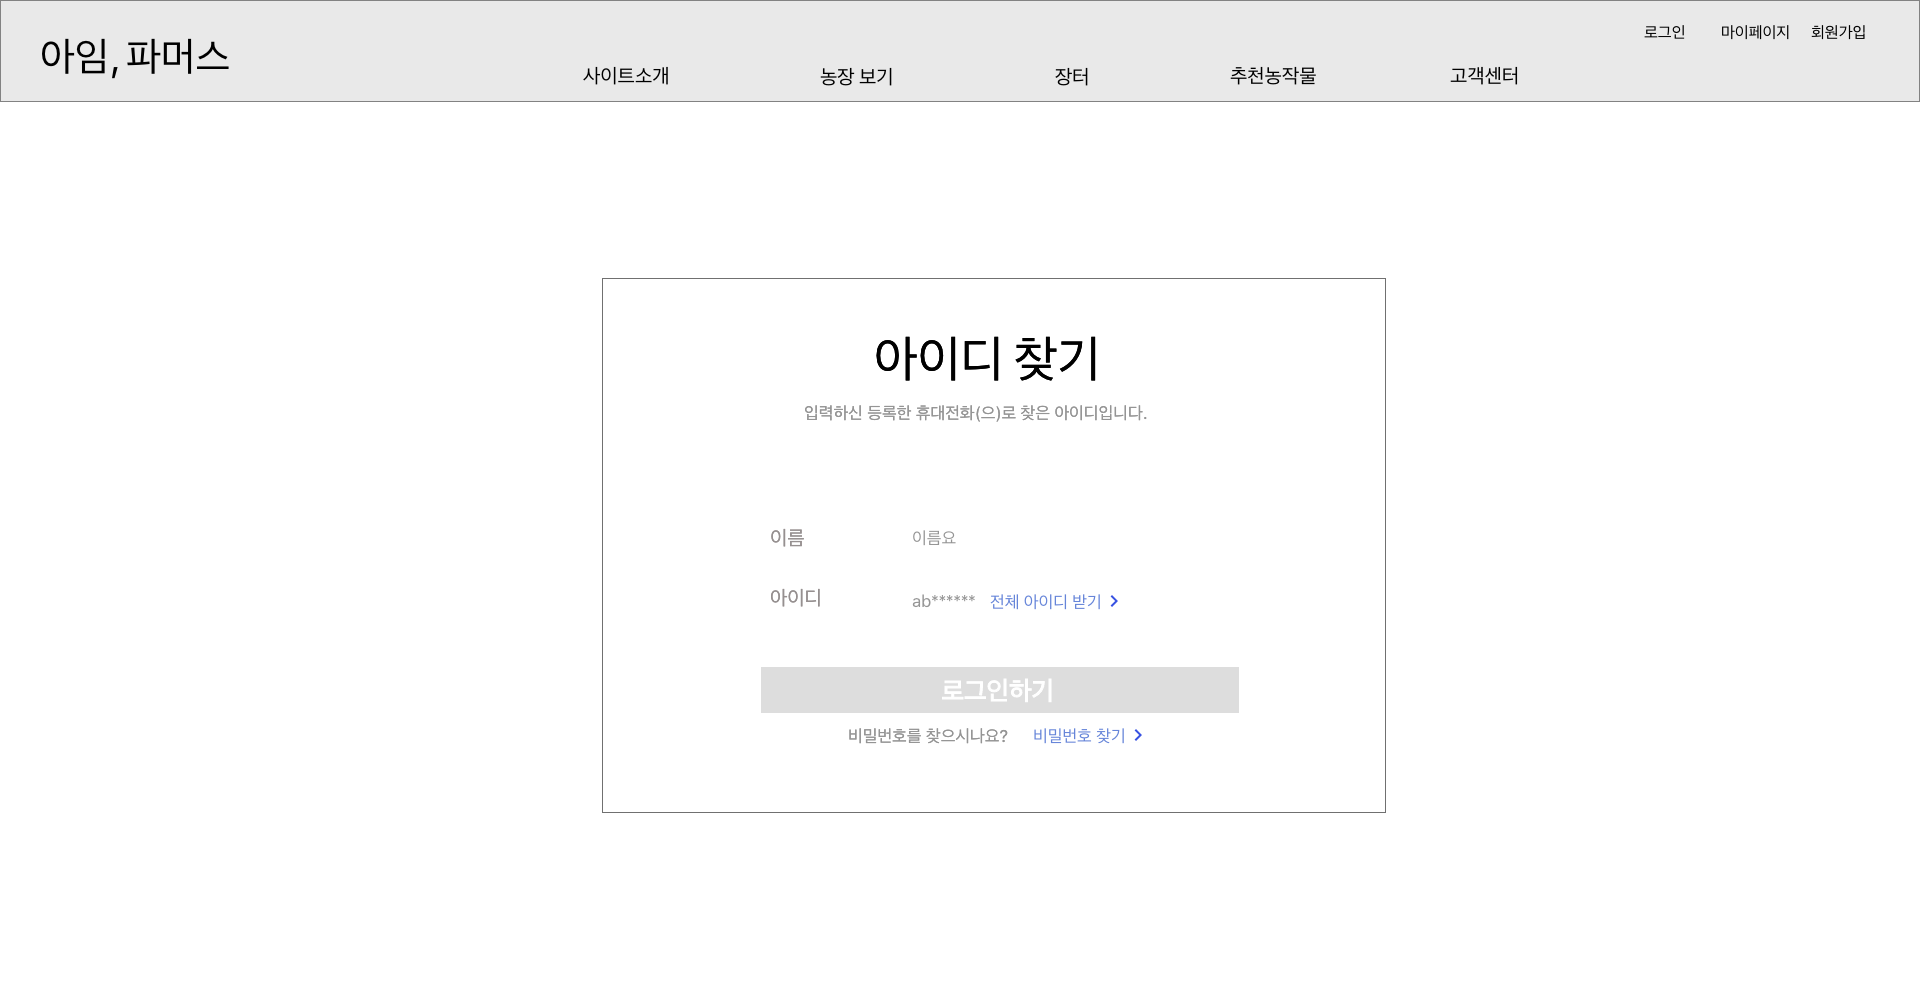 아임, 파머스
로그인 마이페이지 회원가입
사이트소개 농장 보기 장터 추천농작물 고객센터
아이디 찾기
입력하신 등록한 휴대전화(으)로 찾은 아이디입니다.
이름 이름요
아이디 ab****** 전체 아이디 받기 >
로그인하기
비밀번호를 찾으시나요? 비밀번호 찾기 >